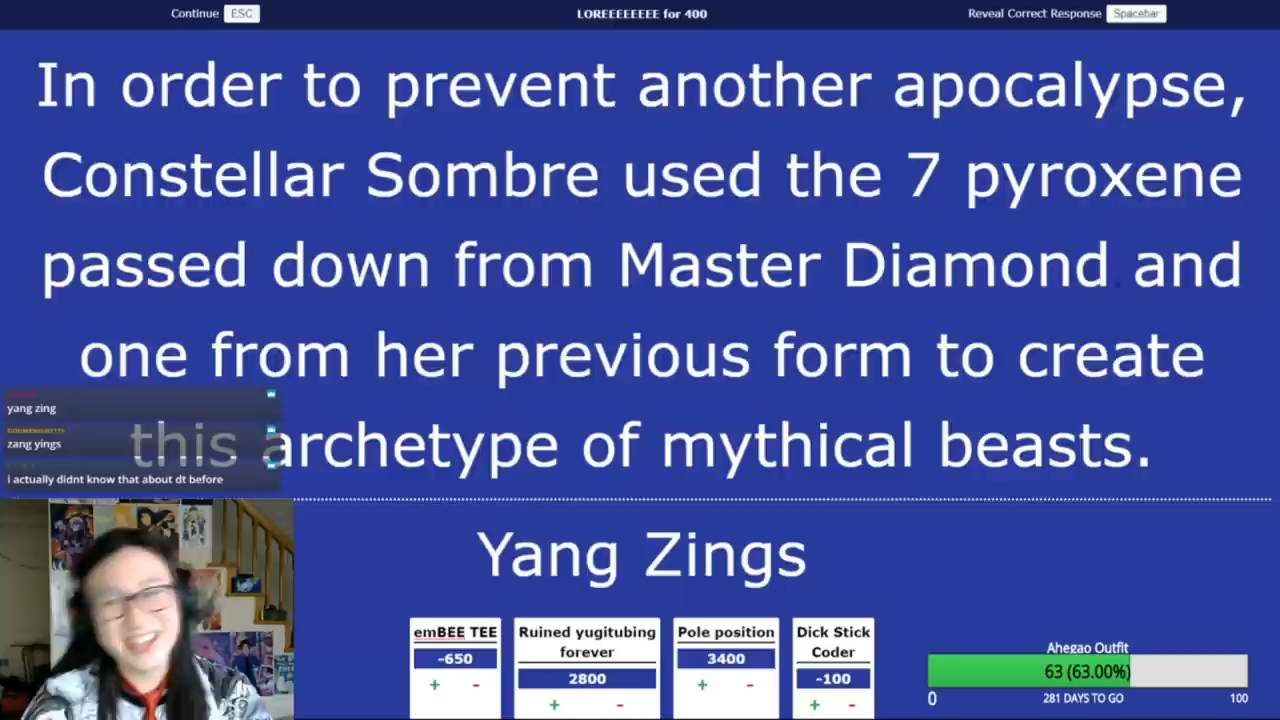 Continue ESC
LOREEEEEEEE for 400
Reveal Correct Response Spacebar
In order to prevent another apocalypse,
Constellar Sombre used the 7 pyroxene
passed down from Master Diamond and
one from her previous form to create
this archetype of mythical beasts.
yang zing
zang yings
i actually didnt know that about dt before
Yang Zings
emBEE TEE
-650
+ -
Ruined yugitubing
forever
2800
+ -
Pole position
3400
+ -
Dick Stick
Coder
-100
+ -
Ahegao Outfit
63 (63.00%)
0
281 DAYS TO GO
100